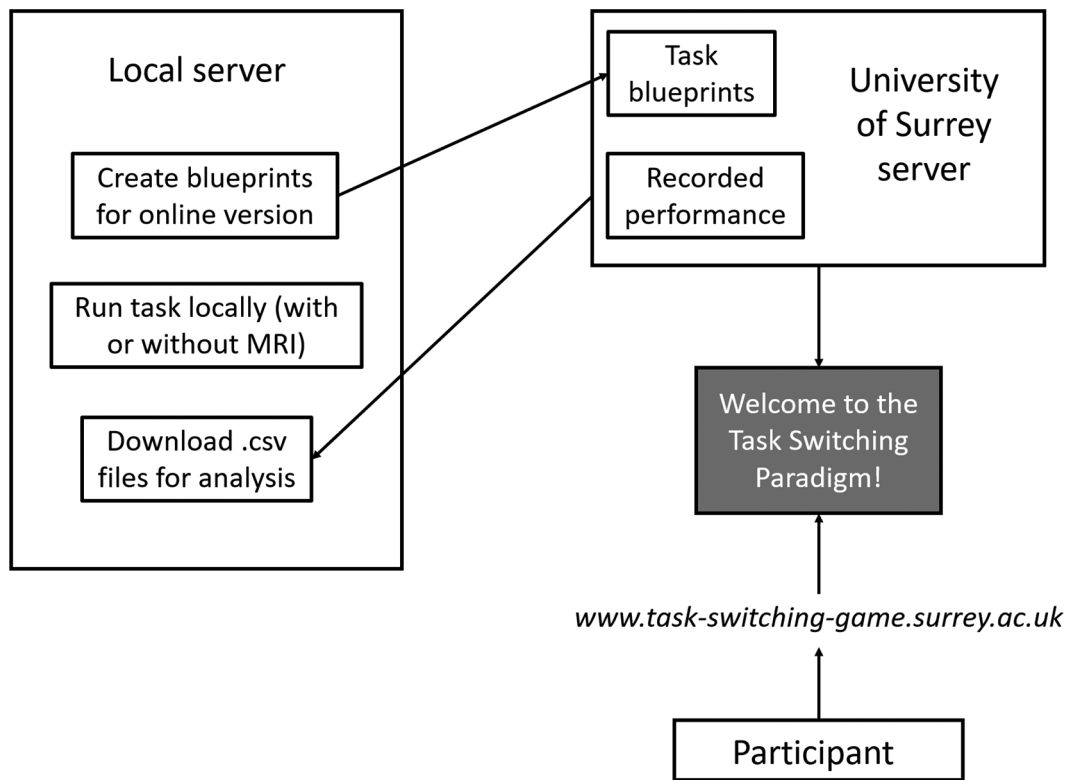 Local server
Create blueprints
for online version
Run task locally (with
or without MRI)
Download .csv
files for analysis
Task
blueprints
Recorded
performance
University
of Surrey
server
Welcome to the
Task Switching
Paradigm!
www.task-switching-game.surrey.ac.uk
Participant